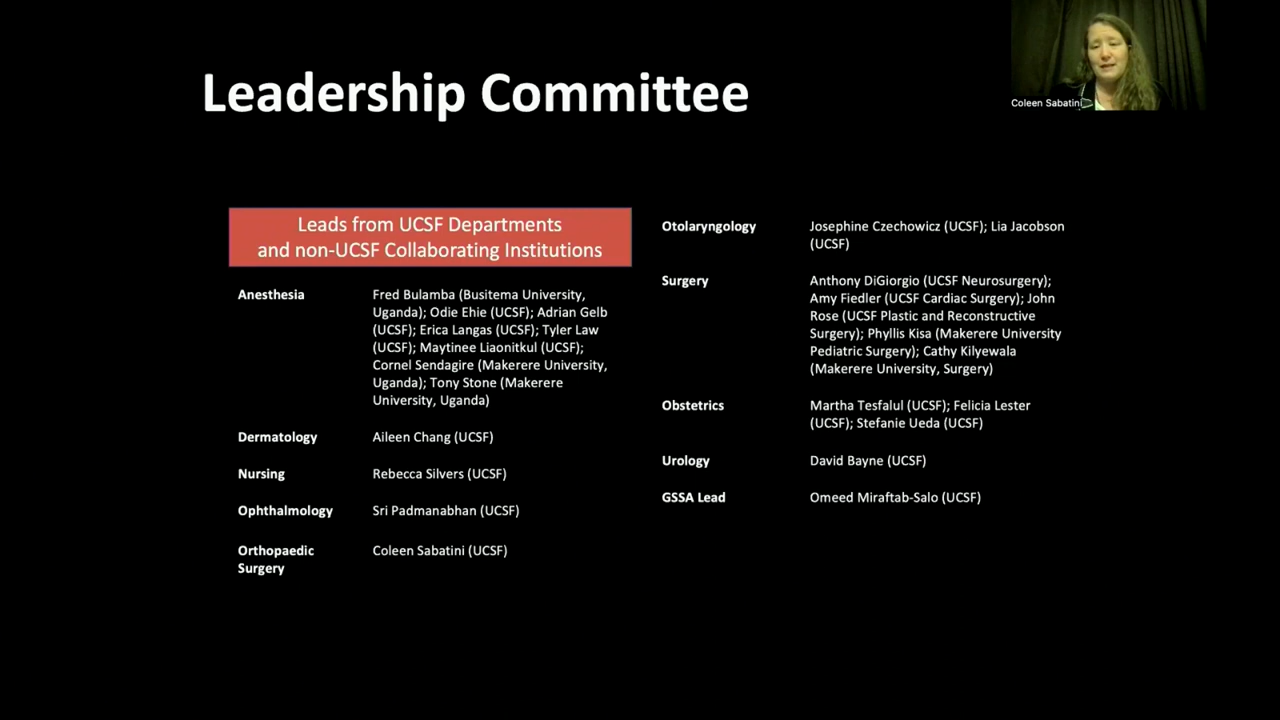 Leadership Committee
Coleen Sabatini
Leads from UCSF Departments
and non-UCSF Collaborating Institutions
Anesthesia
Fred Bulamba (Busitema University,
Uganda); Odie Ehie (UCSF); Adrian Gelb
(UCSF); Erica Langas (UCSF); Tyler Law
(UCSF); Maytinee Liaonitkul (UCSF);
Cornel Sendagire (Makerere University,
Uganda); Tony Stone (Makerere
University, Uganda)
Dermatology
Aileen Chang (UCSF)
Nursing
Rebecca Silvers (UCSF)
Ophthalmology
Sri Padmanabhan (UCSF)
Orthopaedic
Surgery
Coleen Sabatini (UCSF)
Otolaryngology
Josephine Czechowicz (UCSF); Lia Jacobson
(UCSF)
Surgery
Anthony DiGiorgio (UCSF Neurosurgery);
Amy Fiedler (UCSF Cardiac Surgery); John
Rose (UCSF Plastic and Reconstructive
Surgery); Phyllis Kisa (Makerere University
Pediatric Surgery); Cathy Kilyewala
(Makerere University, Surgery)
Obstetrics
Martha Tesfalul (UCSF); Felicia Lester
(UCSF); Stefanie Ueda (UCSF)
Urology
David Bayne (UCSF)
GSSA Lead
Omeed Miraftab-Salo (UCSF)